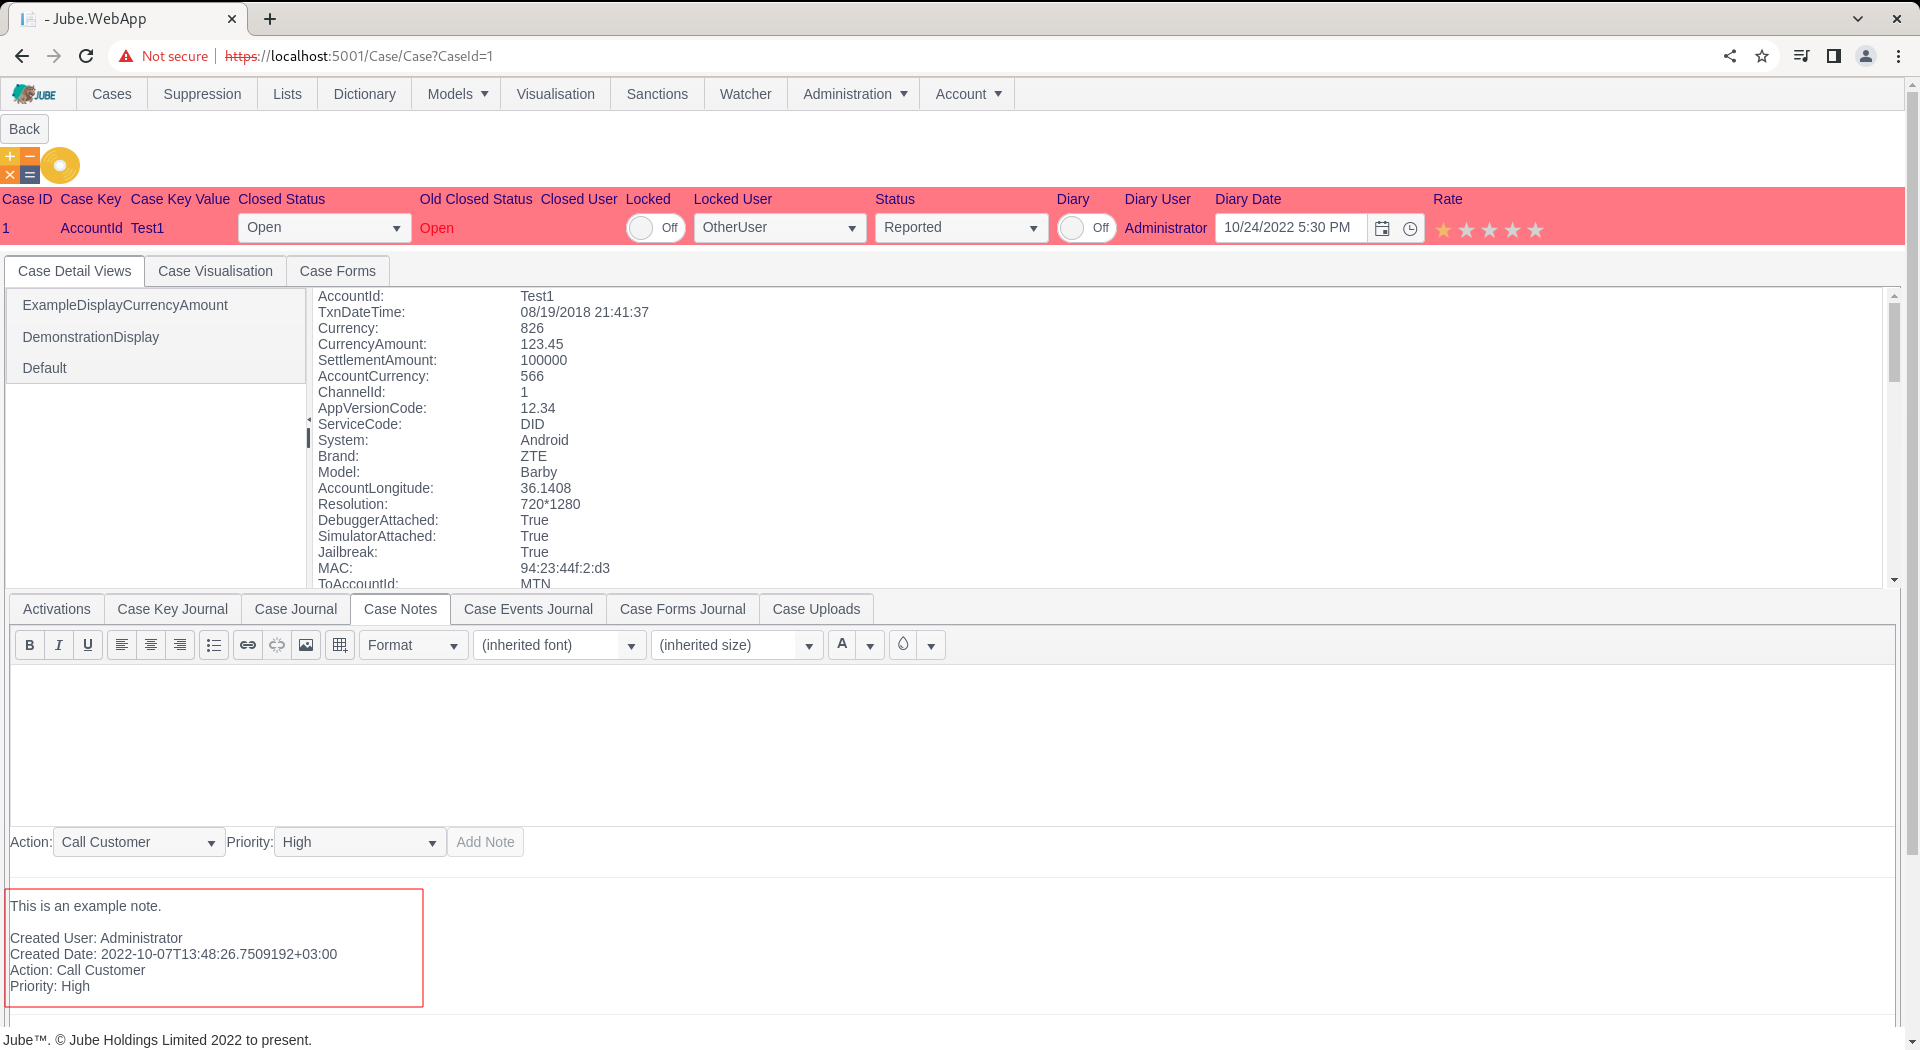 - Jube.WebApp
Not secure https://localhost:5001/Case/Case?CaseId=1
JUBE Cases Suppression Lists Dictionary Models Visualisation Sanctions Watcher Administration Account
Back
Case ID Case Key Case Key Value Closed Status Old Closed Status Closed User Locked Locked User Status Diary Diary User Diary Date Rate
1 AccountId Test1 Open Open Off OtherUser Reported Off Administrator 10/24/2022 5:30 PM
Case Detail Views Case Visualisation Case Forms
ExampleDisplayCurrencyAmount
DemonstrationDisplay
Default
AccountId: Test1
TxnDateTime: 08/19/2018 21:41:37
Currency: 826
CurrencyAmount: 123.45
SettlementAmount: 100000
AccountCurrency: 566
ChannelId: 1
AppVersionCode: 12.34
ServiceCode: DID
System: Android
Brand: ZTE
Model: Barby
AccountLongitude: 36.1408
Resolution: 720*1280
DebuggerAttached: True
SimulatorAttached: True
Jailbreak: True
MAC: 94:23:44f:2:d3
ToAccountId: MTN
Activations Case Key Journal Case Journal Case Notes Case Events Journal Case Forms Journal Case Uploads
B I U Format (inherited font) (inherited size) A
Action: Call Customer Priority: High Add Note
This is an example note.
Created User: Administrator
Created Date: 2022-10-07T13:48:26.7509192+03:00
Action: Call Customer
Priority: High
Jube™. © Jube Holdings Limited 2022 to present.